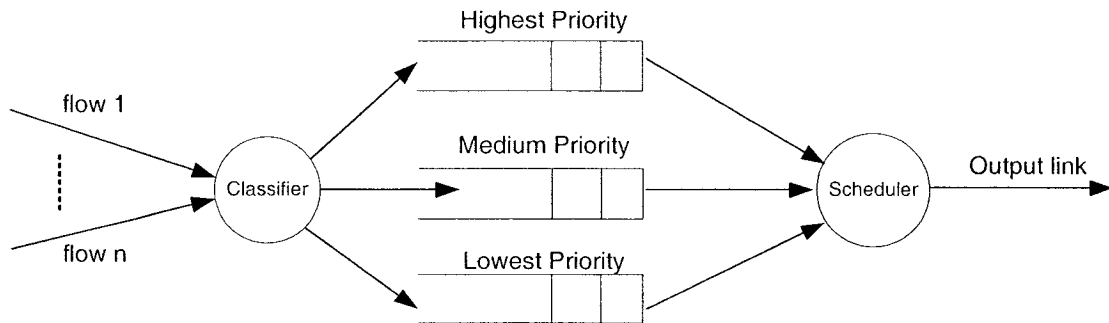 Highest Priority
flow 1
Medium Priority
Classifier
Scheduler
Output link
flow n
Lowest Priority